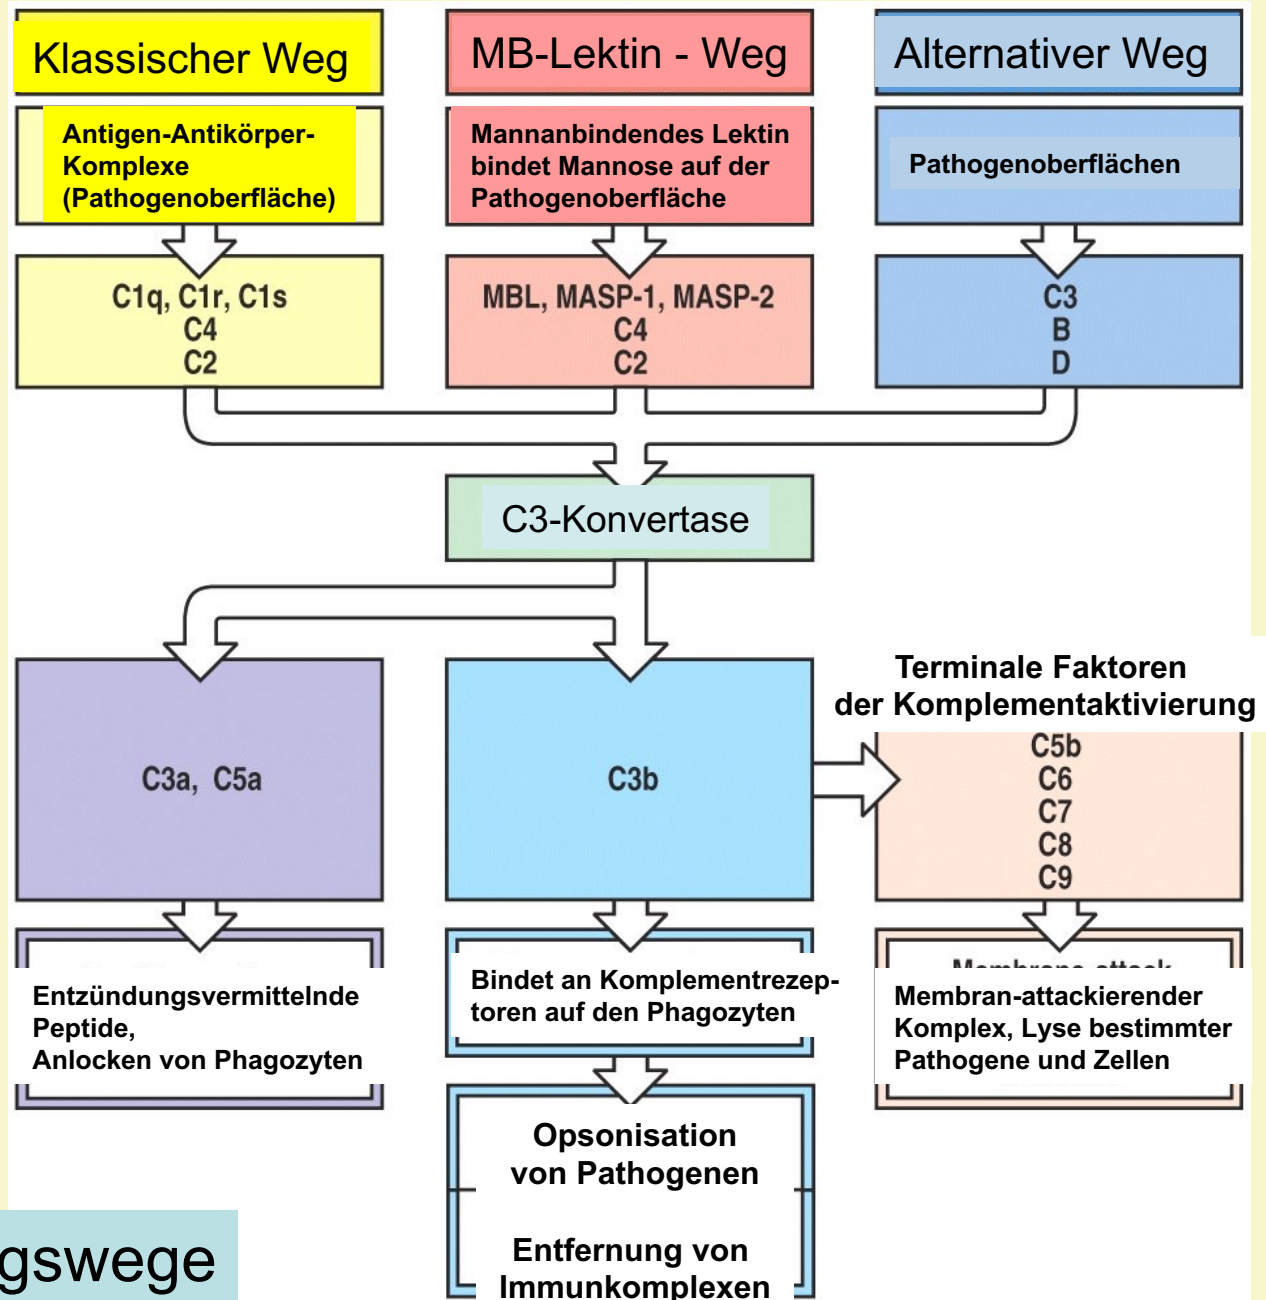 Klassischer Weg
MB-Lektin - Weg
Alternativer Weg
Antigen-Antikörper-
Komplexe
(Pathogenoberfläche)
Mannanbindendes Lektin
bindet Mannose auf der
Pathogenoberfläche
Pathogenoberflächen
C1q, C1r, C1s
C4
C2
MBL, MASP-1, MASP-2
C4
C2
C3
B
D
C3-Konvertase
C3a, C5a
C3b
Terminale Faktoren
der Komplementaktivierung
C5b
C6
C7
C8
C9
Entzündungsvermittelnde
Peptide,
Anlocken von Phagozyten
Bindet an Komplementrezep-
toren auf den Phagozyten
Membran-attackierender
Komplex, Lyse bestimmter
Pathogene und Zellen
Opsonisation
von Pathogenen
Entfernung von
Immunkomplexen
gswege